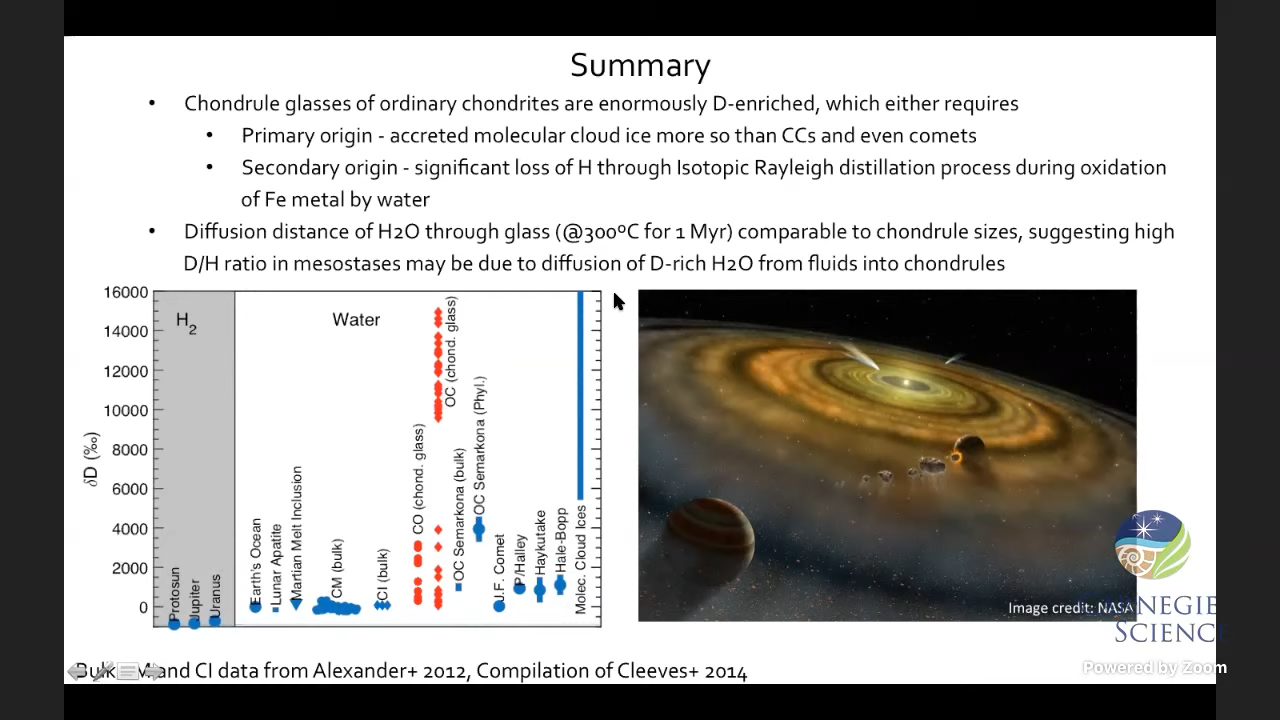 Summary
• Chondrule glasses of ordinary chondrites are enormously D-enriched, which either requires
• Primary origin - accreted molecular cloud ice more so than CCs and even comets
• Secondary origin - significant loss of H through Isotopic Rayleigh distillation process during oxidation
of Fe metal by water
• Diffusion distance of H2O through glass (@300ºC for 1 Myr) comparable to chondrule sizes, suggesting high
D/H ratio in mesostases may be due to diffusion of D-rich H2O from fluids into chondrules
16000
14000
12000
10000
8000
6000
4000
2000
0
δD (‰)
H2
Water
Protosun
Jupiter
Uranus
Earth's Ocean
Lunar Apatite
Martian Melt Inclusion
CM (bulk)
CI (bulk)
CO (chond. glass)
OC (chond. glass)
OC Semarkona (bulk)
OC Semarkona (Phyl.)
J.F. Comet
P/Halley
Haykutake
Hale-Bopp
Molec. Cloud Ices
Image credit: NASA
CARNEGIE
SCIENCE
Powered by Zoom
Bulk CM and CI data from Alexander+ 2012, Compilation of Cleeves+ 2014